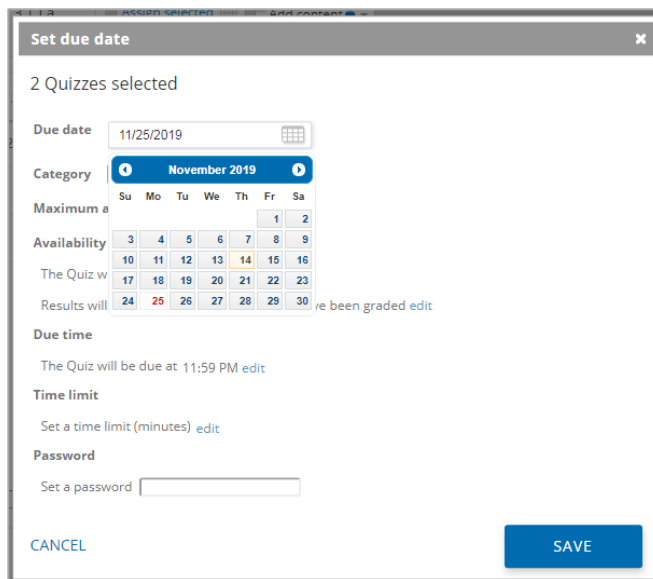 Assign selected Add content
Set due date
2 Quizzes selected
Due date 11/25/2019
November 2019
Category
Su Mo Tu We Th Fr Sa
Maximum a
1 2
Availability 3 4 5 6 7 8 9
10 11 12 13 14 15 16
The Quiz w
17 18 19 20 21 22 23
24 25 26 27 28 29 30
Results will ve been graded edit
Due time
The Quiz will be due at 11:59 PM edit
Time limit
Set a time limit (minutes) edit
Password
Set a password
CANCEL SAVE